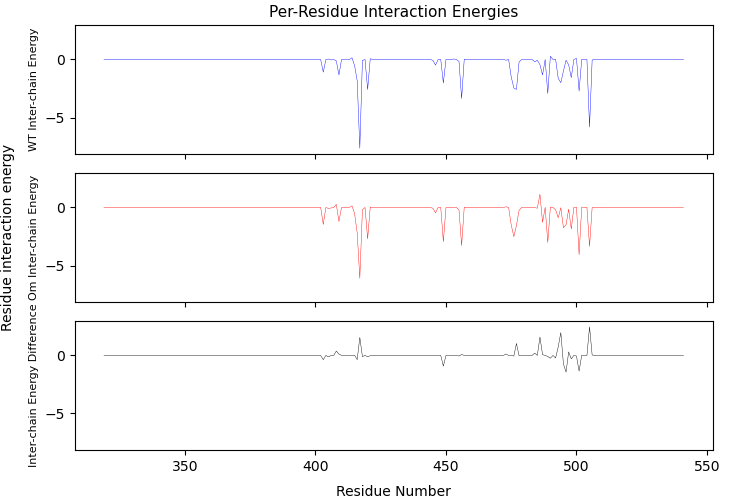 Per-Residue Interaction Energies
Residue interaction energy
WT Inter-chain Energy
0
−5
Om Inter-chain Energy
0
−5
Inter-chain Energy Difference
0
−5
350
400
450
500
550
Residue Number